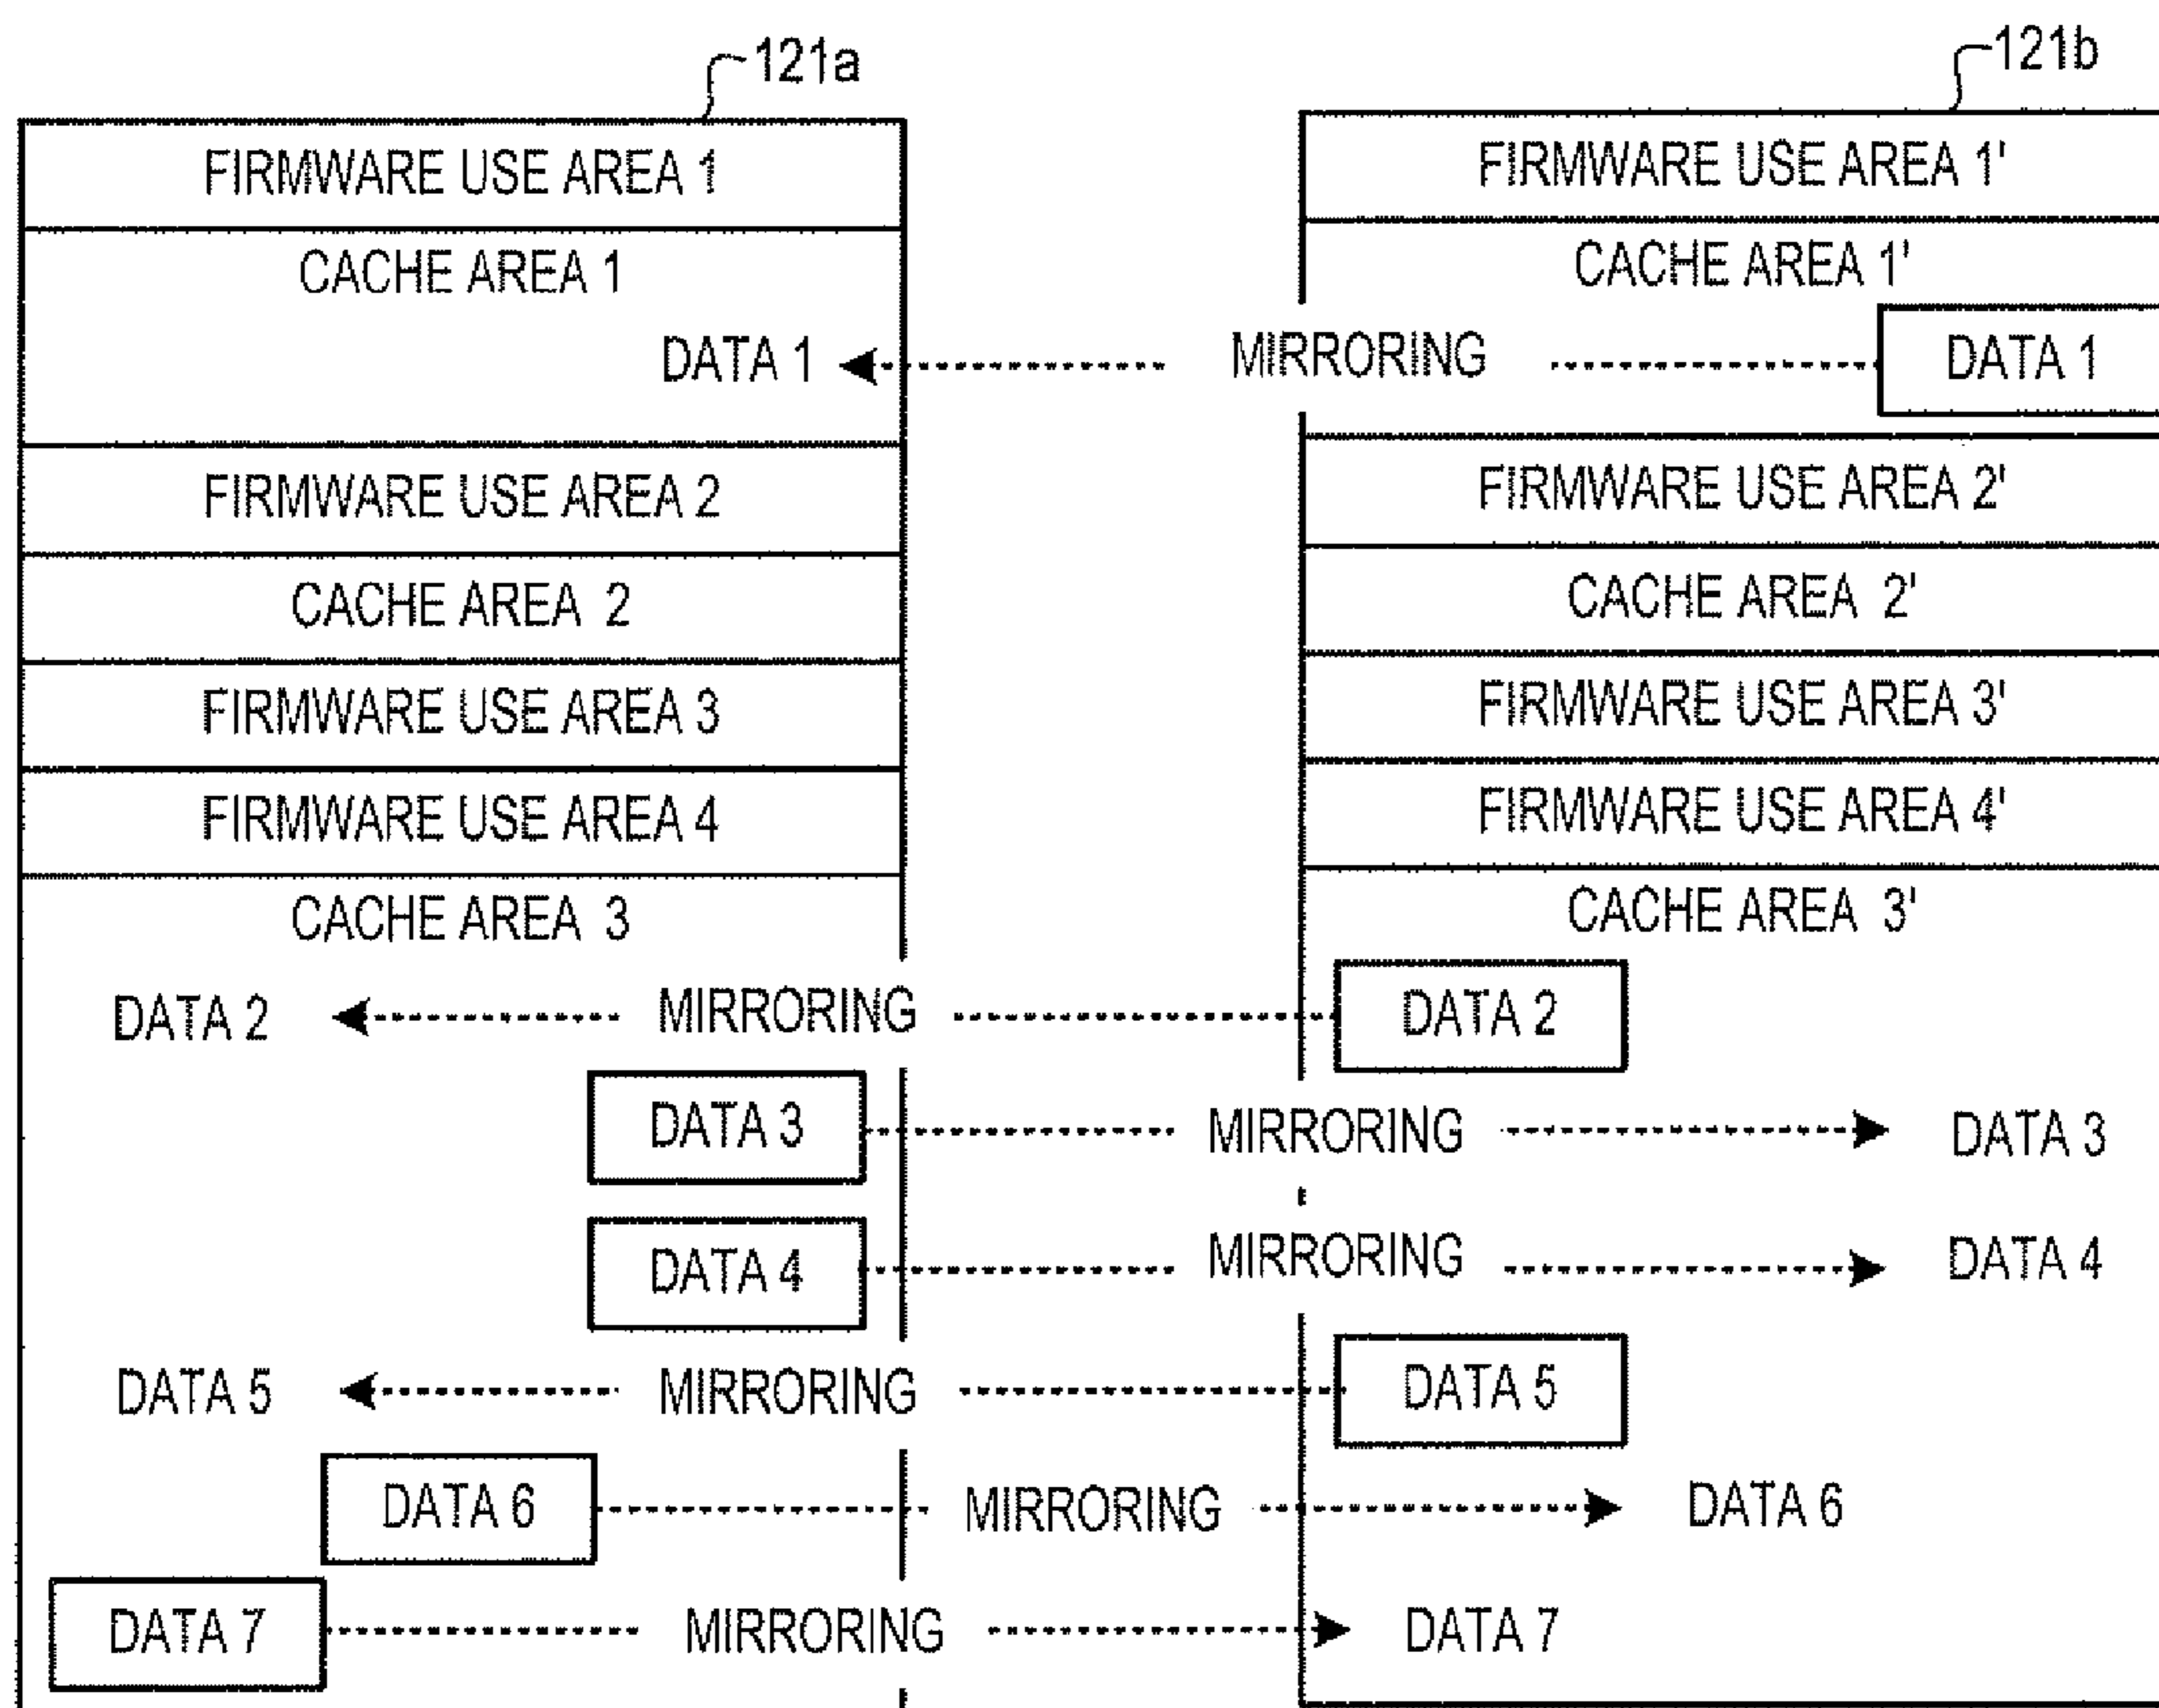 121a
121b
FIRMWARE USE AREA 1
FIRMWARE USE AREA 1'
CACHE AREA 1
CACHE AREA 1'
DATA 1
MIRRORING
DATA 1
FIRMWARE USE AREA 2
FIRMWARE USE AREA 2'
CACHE AREA 2
CACHE AREA 2'
FIRMWARE USE AREA 3
FIRMWARE USE AREA 3'
FIRMWARE USE AREA 4
FIRMWARE USE AREA 4'
CACHE AREA 3
CACHE AREA 3'
DATA 2
MIRRORING
DATA 2
DATA 3
MIRRORING
DATA 3
DATA 4
MIRRORING
DATA 4
DATA 5
MIRRORING
DATA 5
DATA 6
MIRRORING
DATA 6
DATA 7
MIRRORING
DATA 7